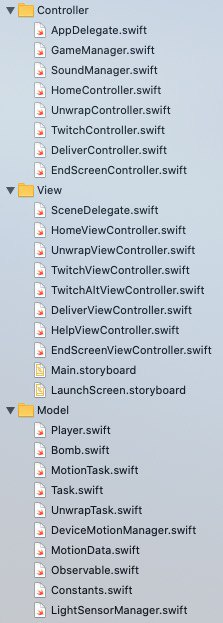 Controller
AppDelegate.swift
GameManager.swift
SoundManager.swift
HomeController.swift
UnwrapController.swift
TwitchController.swift
DeliverController.swift
EndScreenController.swift
View
SceneDelegate.swift
HomeViewController.swift
UnwrapViewController.swift
TwitchViewController.swift
TwitchAltViewController.swift
DeliverViewController.swift
HelpViewController.swift
EndScreenViewController.swift
Main.storyboard
LaunchScreen.storyboard
Model
Player.swift
Bomb.swift
MotionTask.swift
Task.swift
UnwrapTask.swift
DeviceMotionManager.swift
MotionData.swift
Observable.swift
Constants.swift
LightSensorManager.swift